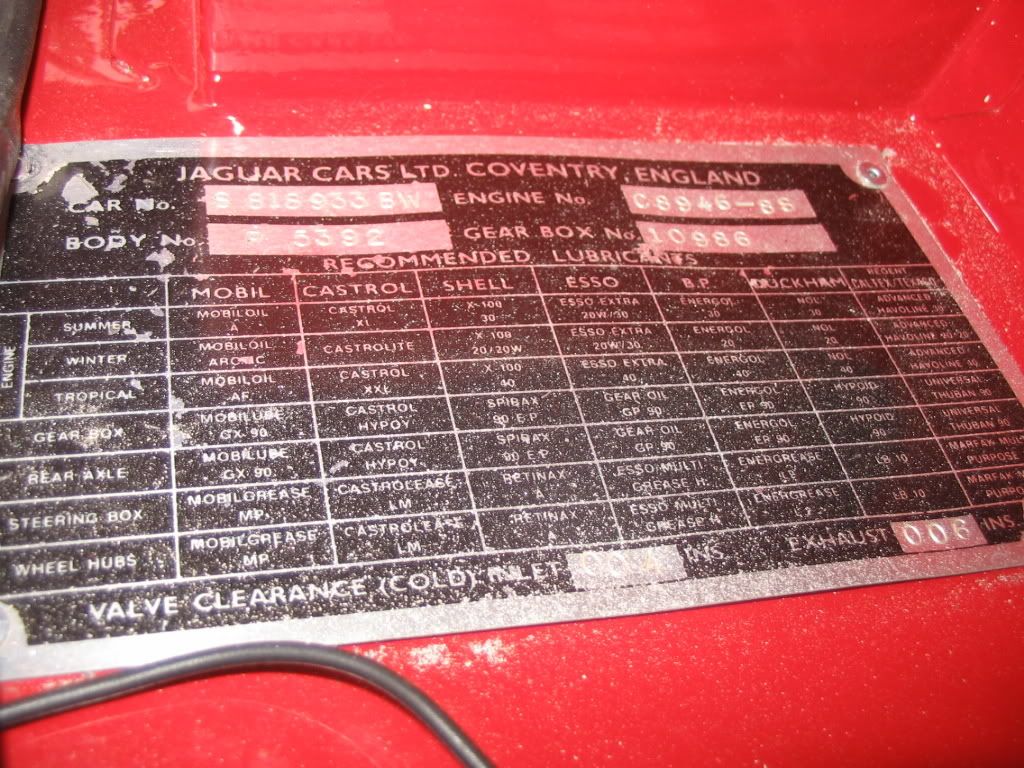 JAGUAR CARS LTD. COVENTRY, ENGLAND
CAR No. S 818933 BW ENGINE No. C8946-8S
BODY No. P 5392 GEAR BOX No. 10986
RECOMMENDED LUBRICANTS
MOBIL CASTROL SHELL ESSO B.P. DUCKHAM REGENT CALTEX/TEXACO
ENGINE
SUMMER MOBILOIL A CASTROL XL X-100 30 ESSO EXTRA 20W/30 ENERGOL 30 NOL 30 ADVANCED HAVOLINE
WINTER MOBILOIL ARCTIC CASTROLITE X 100 20/20W ESSO EXTRA 20W/30 ENERGOL 20 NOL 20 ADVANCED HAVOLINE
TROPICAL MOBILOIL AF CASTROL XXL X-100 40 ESSO EXTRA 40 ENERGOL 40 NOL 40 ADVANCED HAVOLINE 40
GEAR BOX MOBILUBE GX 90 CASTROL HYPOY SPIRAX 90 E.P GEAR OIL GP 90 ENERGOL EP 90 HYPOID 90 UNIVERSAL THUBAN 90
REAR AXLE MOBILUBE GX 90 CASTROL HYPOY SPIRAX 90 E.P GEAR OIL GP 90 ENERGOL EP 90 HYPOID 90 UNIVERSAL THUBAN 90
STEERING BOX MOBILGREASE MP CASTROLEASE LM RETINAX A ESSO MULTI GREASE H ENERGREASE L2 LB 10 MARFAK MUL PURPOSE
WHEEL HUBS MOBILGREASE MP CASTROLEASE LM RETINAX A ESSO MULTI GREASE H ENERGREASE L2 LB 10 MARFAK PURPO
VALVE CLEARANCE (COLD) INLET 004 INS. EXHAUST 006 INS.